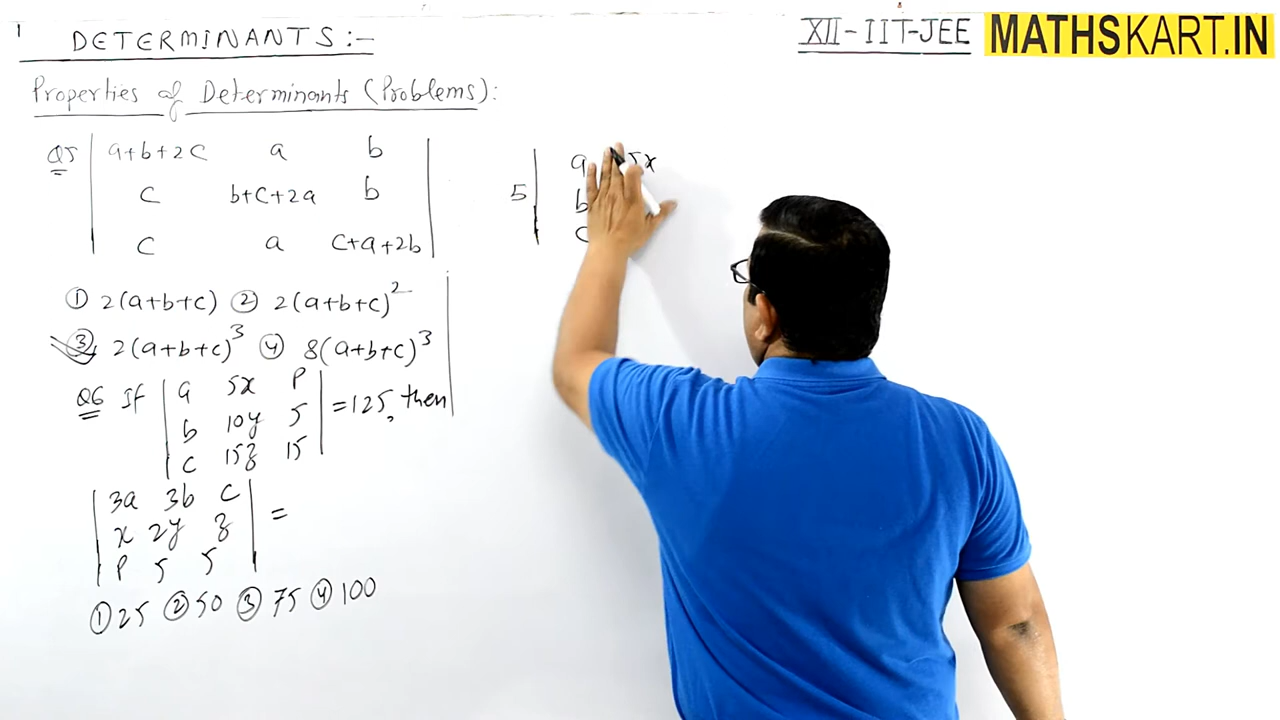 1 DETERMINANTS :-
XII-IIT-JEE MATHSKART.IN
Properties of Determinants (Problems):
Q5 | a+b+2c a b |
| c b+c+2a b |
| c a c+a+2b |
① 2(a+b+c) ② 2(a+b+c)²
③ 2(a+b+c)³ ④ 8(a+b+c)³
Q6 If | a 5x p | = 125, then
| b 10y 5 |
| c 15z 15 |
| 3a 3b c | =
| x 2y z |
| p 5 5 |
① 25 ② 50 ③ 75 ④ 100
5 | a 5x
b
c